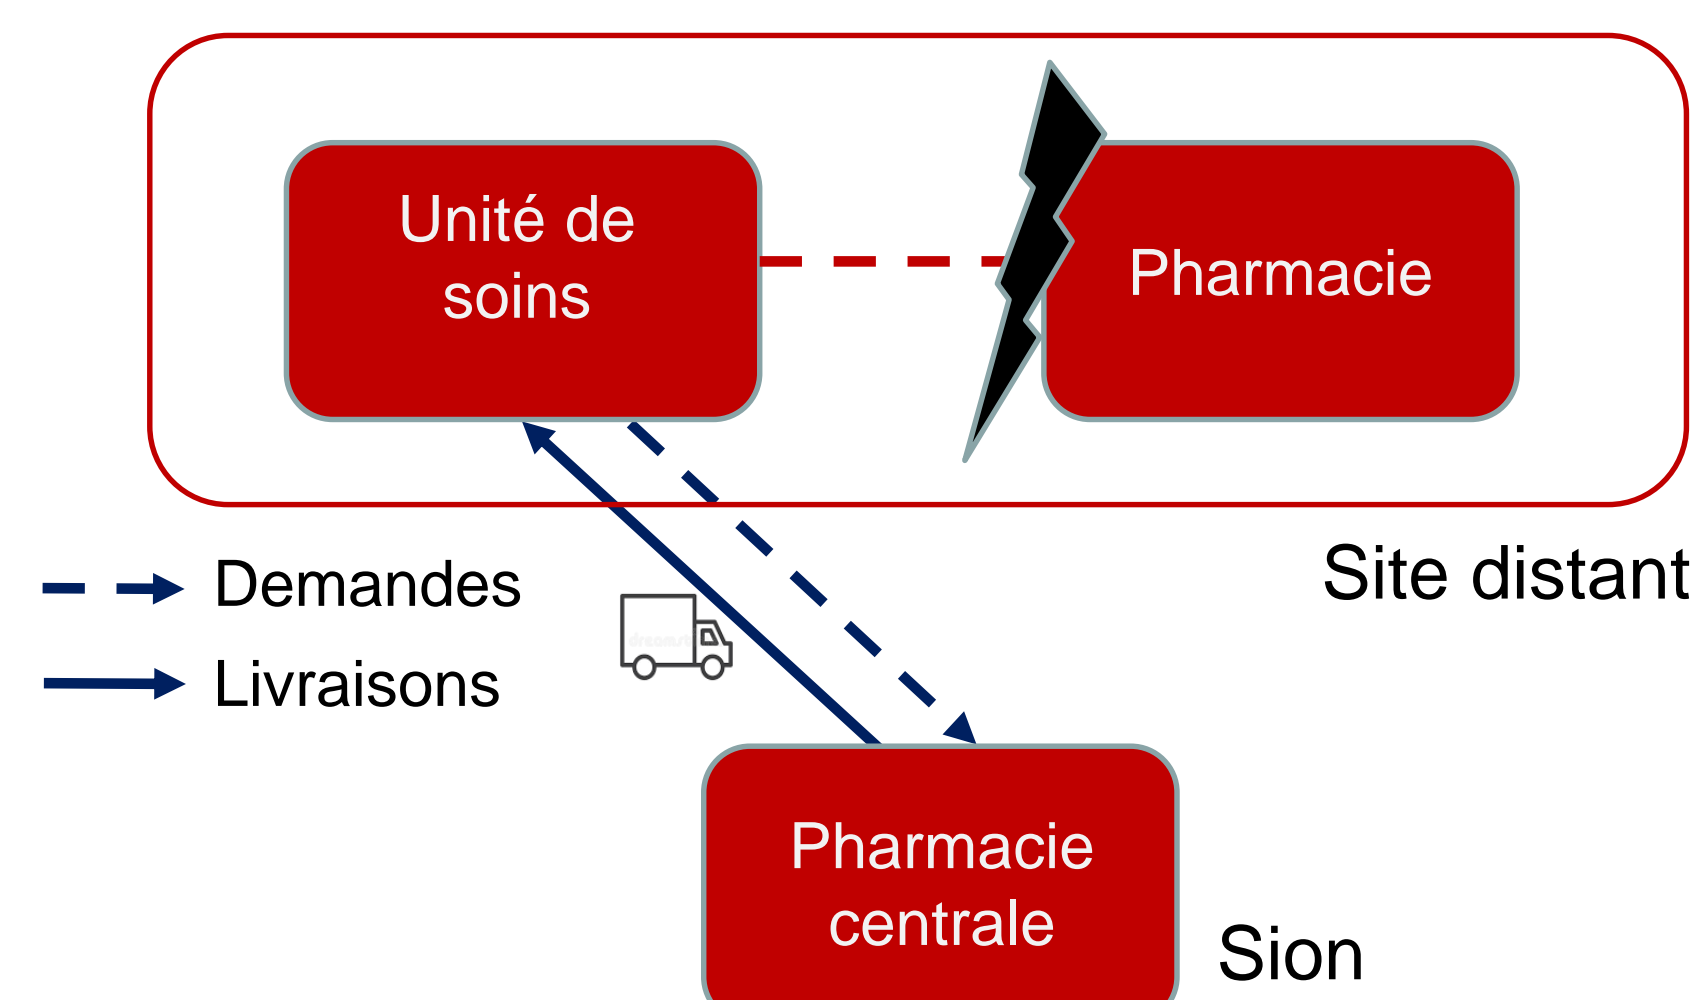 Unité de
soins
Pharmacie
Site distant
Demandes
Livraisons
Pharmacie
centrale
Sion